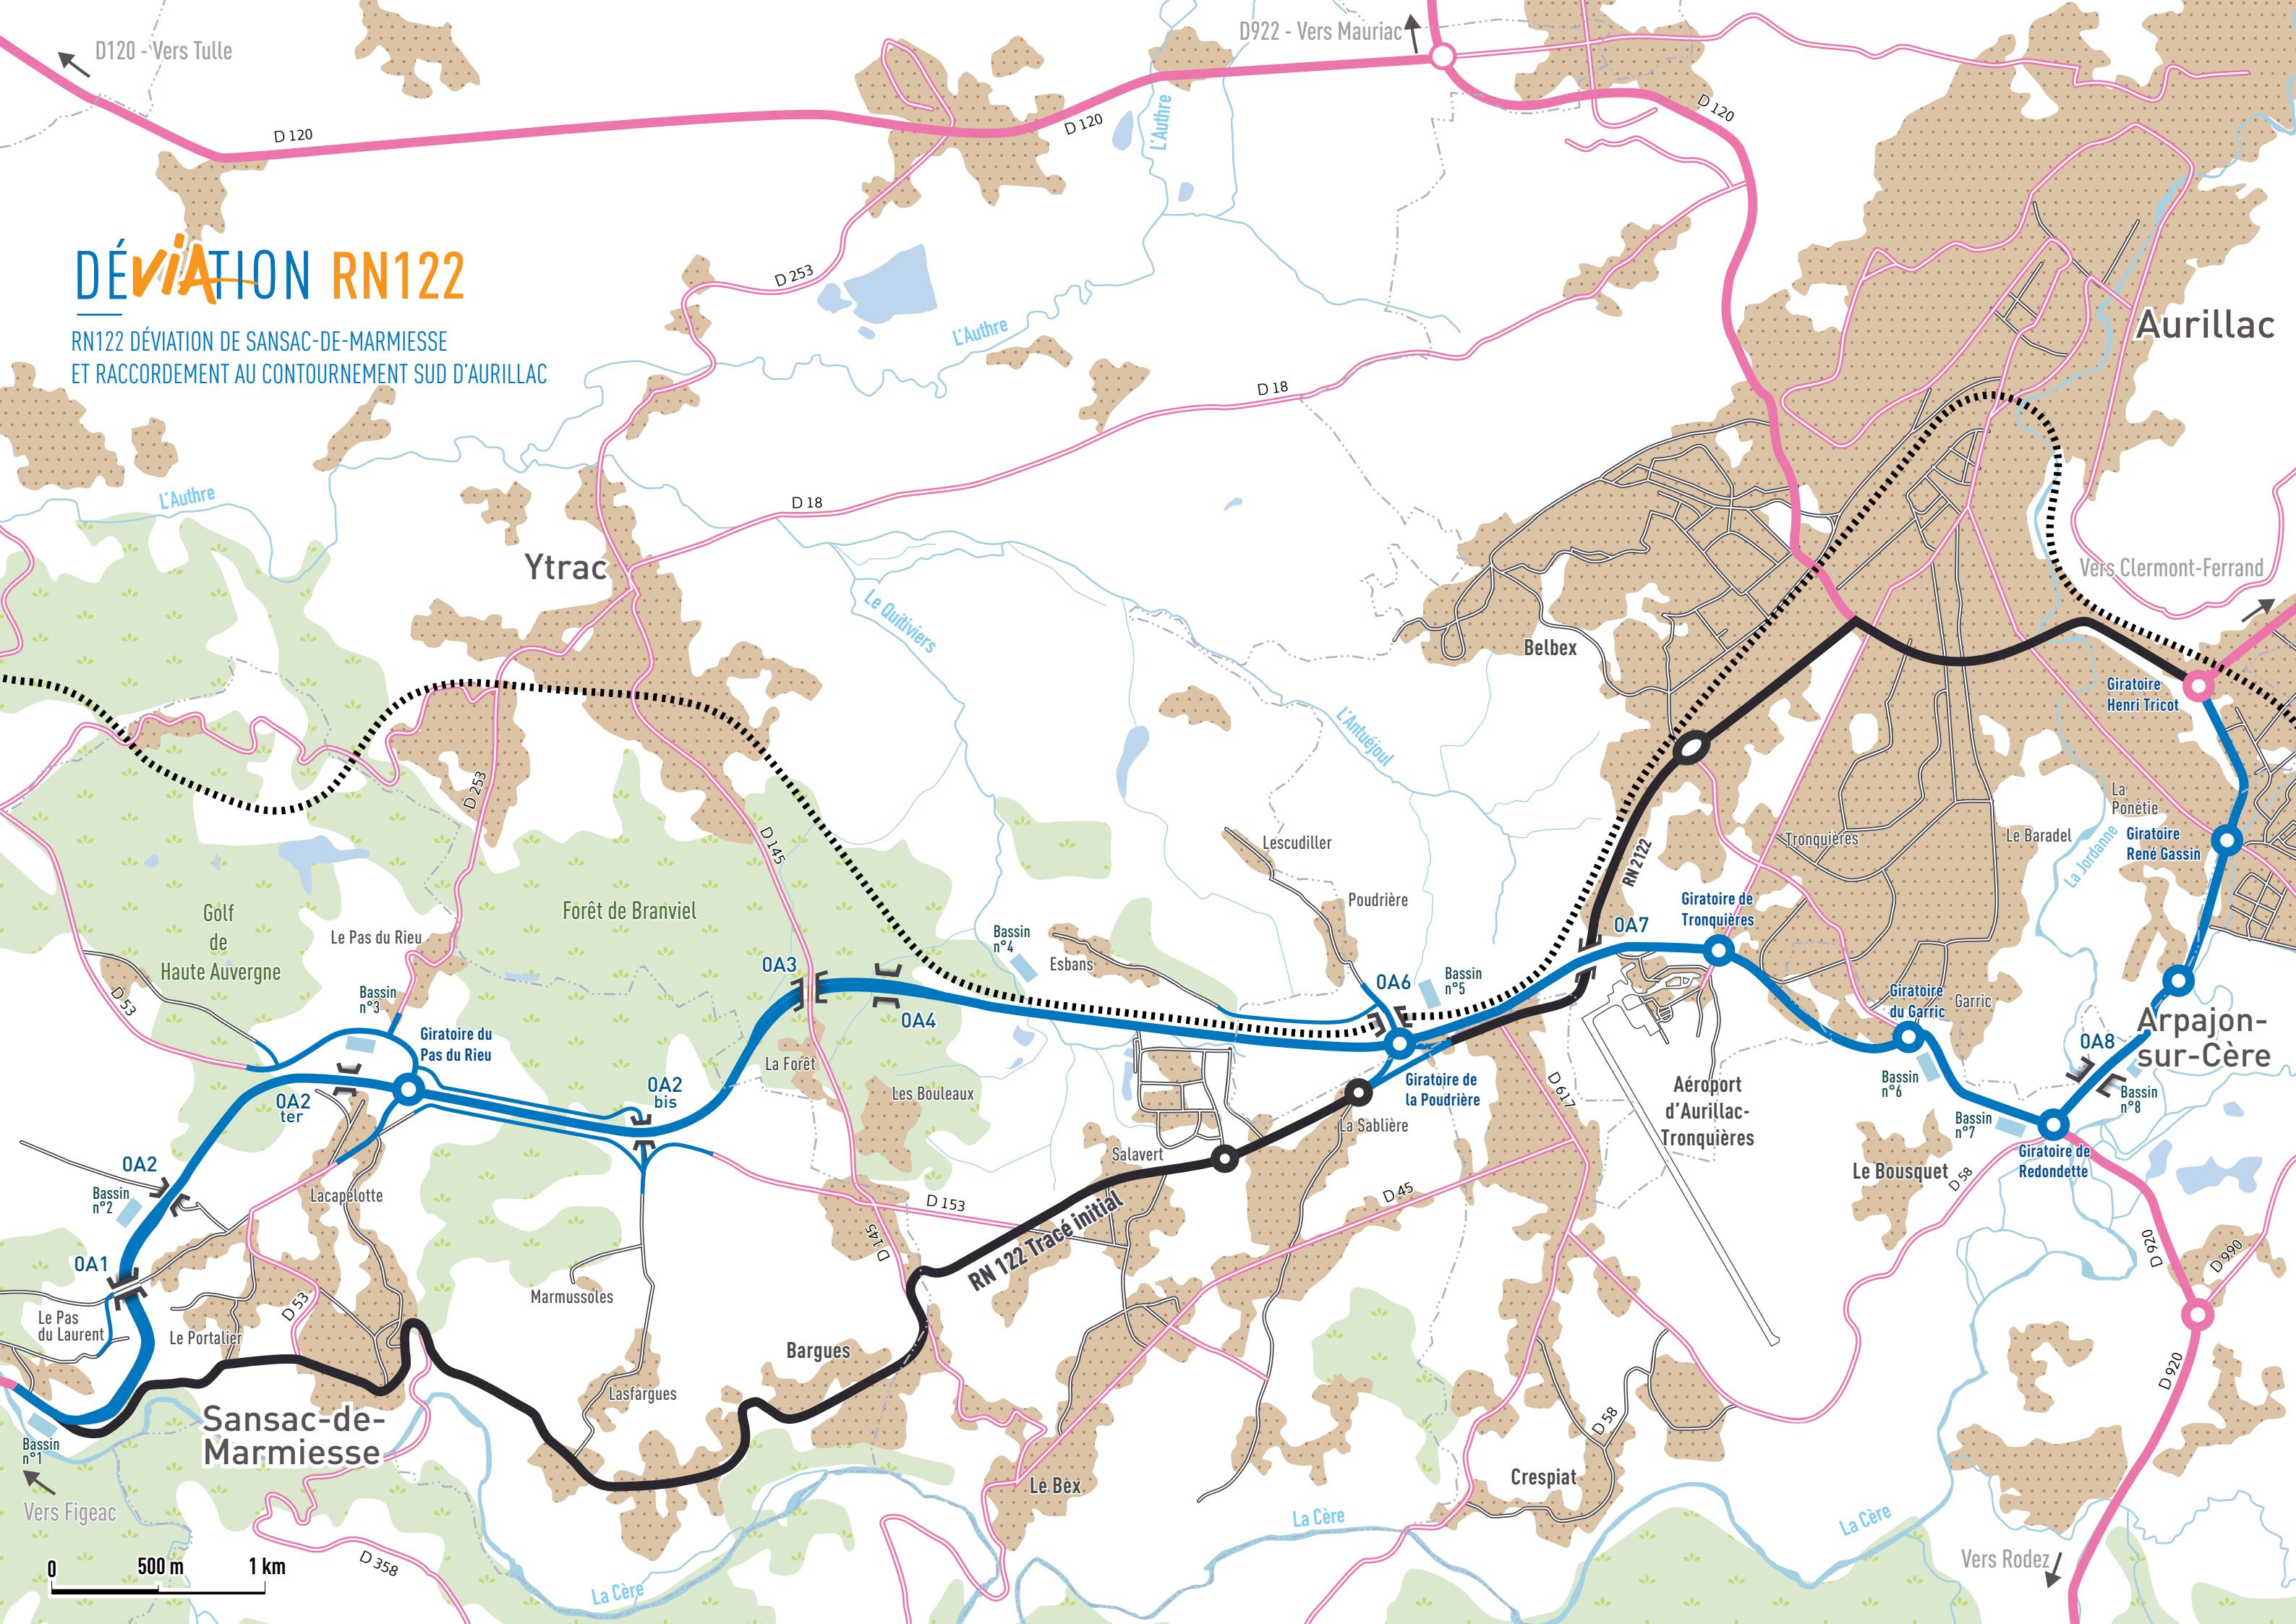 D120 - Vers Tulle
D922 - Vers Mauriac
D 120
D 120
D 120
L'Authre
DÉVIATION RN122
RN122 DÉVIATION DE SANSAC-DE-MARMIESSE
ET RACCORDEMENT AU CONTOURNEMENT SUD D'AURILLAC
D 253
L'Authre
Aurillac
D 18
L'Authre
D 18
Ytrac
Vers Clermont-Ferrand
Le Quitiviers
Belbex
L'Antuéjoul
Giratoire
Henri Tricot
D 253
D 145
La
Ponétie
Lescudiller
Tronquières
Le Baradel
Giratoire
René Gassin
La Jordanne
RN 2122
Poudrière
Giratoire de
Tronquières
Golf
de
Haute Auvergne
Forêt de Branviel
Le Pas du Rieu
Bassin
n°4
OA7
Esbans
OA3
OA6
Bassin
n°5
D 53
Bassin
n°3
Giratoire
du Garric
Garric
OA4
Arpajon-
sur-Cère
Giratoire du
Pas du Rieu
OA8
La Forêt
OA2
bis
Les Bouleaux
Giratoire de
la Poudrière
D 617
Aéroport
d'Aurillac-
Tronquières
Bassin
n°6
Bassin
n°8
OA2
ter
La Sablière
Bassin
n°7
Salavert
Giratoire de
Redondette
OA2
Bassin
n°2
Lacapelotte
D 153
D 45
Le Bousquet
D 58
D 145
RN 122 Tracé initial
D 920
D 990
OA1
Marmussoles
D 53
Le Pas
du Laurent
Le Portalier
Bargues
D 920
Lasfargues
Sansac-de-
Marmiesse
D 58
Bassin
n°1
Le Bex
Crespiat
Vers Figeac
La Cère
La Cère
Vers Rodez
D 358
0
500 m
1 km
La Cère